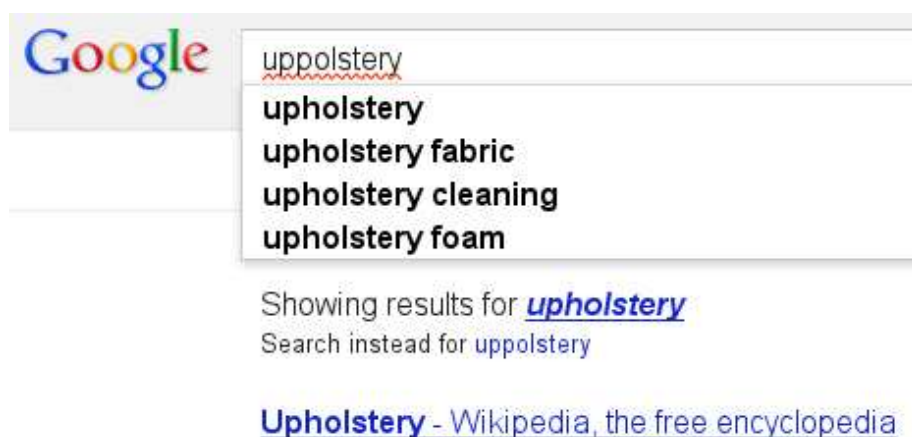 Google
uppolstery
upholstery
upholstery fabric
upholstery cleaning
upholstery foam
Showing results for upholstery
Search instead for uppolstery
Upholstery - Wikipedia, the free encyclopedia